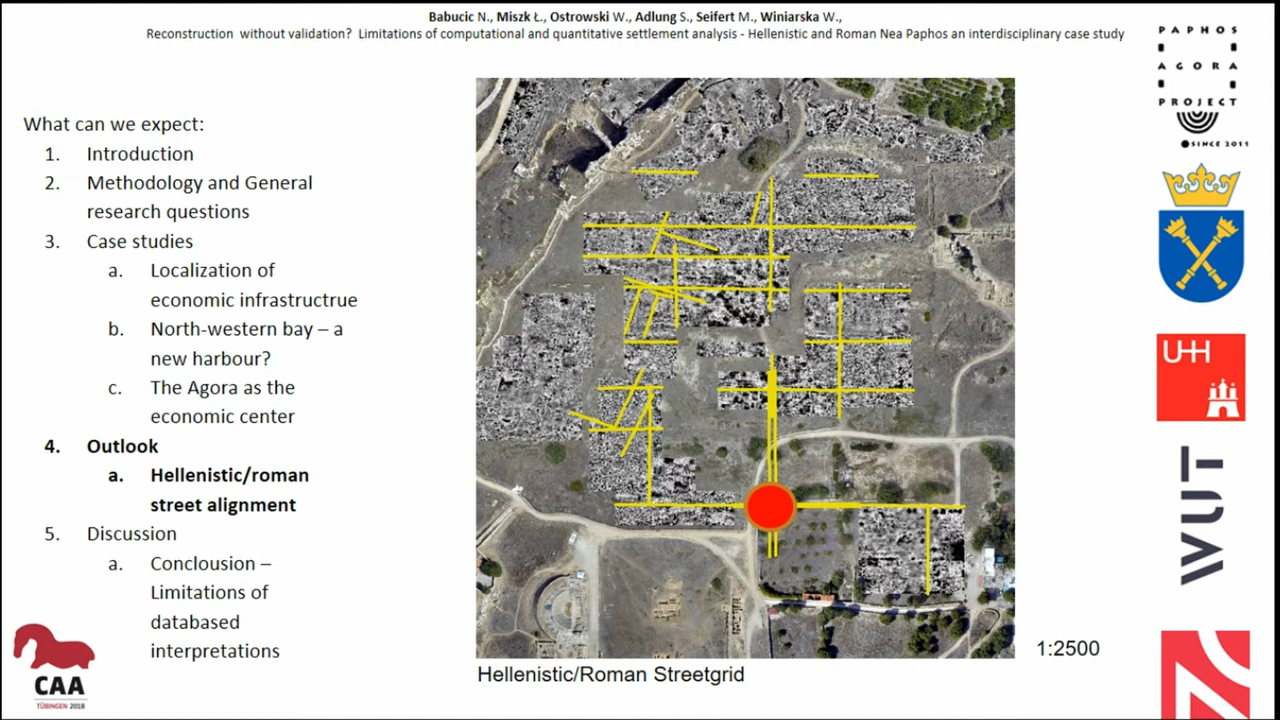 Babucic N., Miszk Ł., Ostrowski W., Adlung S., Seifert M., Winiarska W.,
Reconstruction without validation? Limitations of computational and quantitative settlement analysis - Hellenistic and Roman Nea Paphos an interdisciplinary case study
What can we expect:
1. Introduction
2. Methodology and General
research questions
3. Case studies
a. Localization of
economic infrastructrue
b. North-western bay – a
new harbour?
c. The Agora as the
economic center
4. Outlook
a. Hellenistic/roman
street alignment
5. Discussion
a. Conclousion –
Limitations of
databased
interpretations
CAA
TÜBINGEN 2018
Hellenistic/Roman Streetgrid
1:2500
PAPHOS
AGORA
PROJECT
SINCE 2011
UHH
WUT